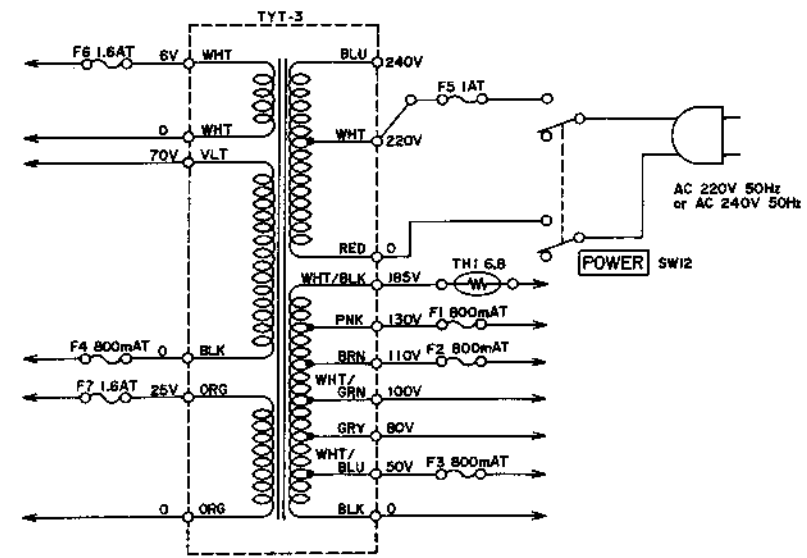 TYT-3
F6 1.6AT 6V WHT BLU 240V
F5 1AT
0 WHT WHT 220V
70V VLT
AC 220V 50Hz
or AC 240V 50Hz
RED 0
POWER SW12
WHT/BLK 185V TH1 6.8
PNK 130V F1 800mAT
F4 800mAT 0 BLK BRN 110V F2 800mAT
F7 1.6AT 25V ORG WHT/
GRN 100V
GRY 80V
WHT/
BLU 50V F3 800mAT
0 ORG BLK 0